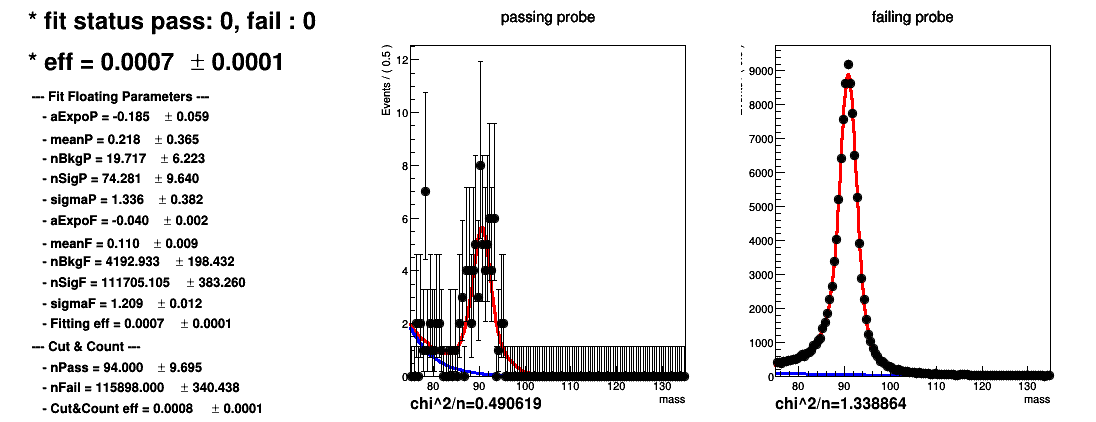 * fit status pass: 0, fail : 0
* eff = 0.0007 ± 0.0001
--- Fit Floating Parameters ---
- aExpoP = -0.185 ± 0.059
- meanP = 0.218 ± 0.365
- nBkgP = 19.717 ± 6.223
- nSigP = 74.281 ± 9.640
- sigmaP = 1.336 ± 0.382
- aExpoF = -0.040 ± 0.002
- meanF = 0.110 ± 0.009
- nBkgF = 4192.933 ± 198.432
- nSigF = 111705.105 ± 383.260
- sigmaF = 1.209 ± 0.012
- Fitting eff = 0.0007 ± 0.0001
--- Cut & Count ---
- nPass = 94.000 ± 9.695
- nFail = 115898.000 ± 340.438
- Cut&Count eff = 0.0008 ± 0.0001
passing probe
Events / ( 0.5 )
12
10
8
6
4
2
0
80 90 100 110 120 130
mass
chi^2/n=0.490619
failing probe
9000
8000
7000
6000
5000
4000
3000
2000
1000
0
80 90 100 110 120 130
mass
chi^2/n=1.338864